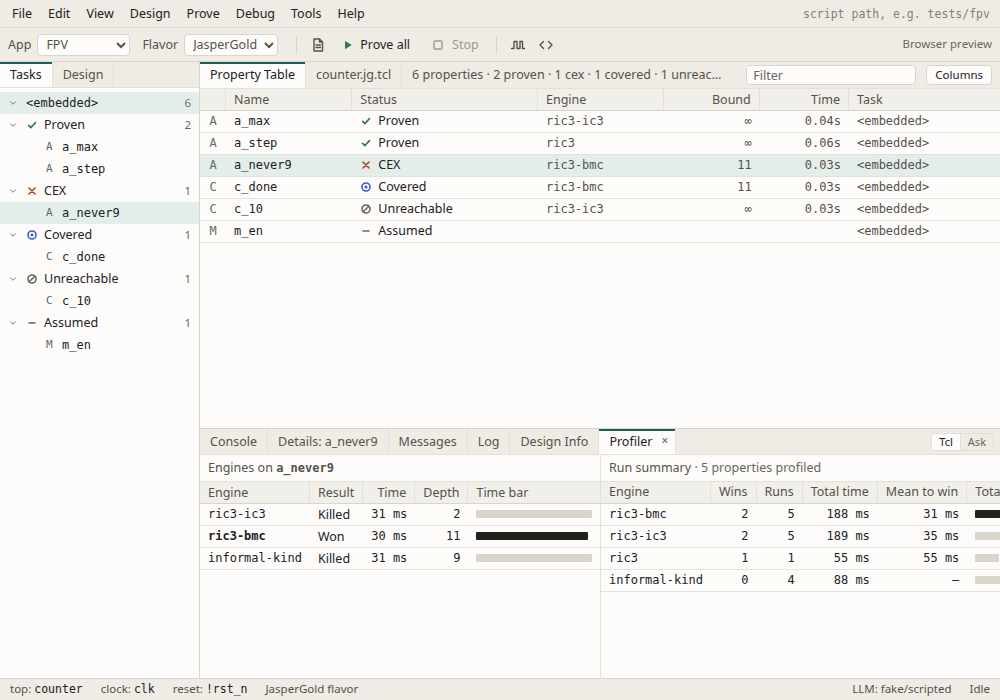 File Edit View Design Prove Debug Tools Help script path, e.g. tests/fpv
App FPV Flavor JasperGold Prove all Stop Browser preview
Tasks Design
<embedded> 6
Proven 2
A a_max
A a_step
CEX 1
A a_never9
Covered 1
C c_done
Unreachable 1
C c_10
Assumed 1
M m_en
Property Table counter.jg.tcl 6 properties · 2 proven · 1 cex · 1 covered · 1 unreac... Filter Columns
Name Status Engine Bound Time Task
A a_max Proven ric3-ic3 ∞ 0.04s <embedded>
A a_step Proven ric3 ∞ 0.06s <embedded>
A a_never9 CEX ric3-bmc 11 0.03s <embedded>
C c_done Covered ric3-bmc 11 0.03s <embedded>
C c_10 Unreachable ric3-ic3 ∞ 0.03s <embedded>
M m_en Assumed <embedded>
Console Details: a_never9 Messages Log Design Info Profiler × Tcl Ask
Engines on a_never9
Engine Result Time Depth Time bar
ric3-ic3 Killed 31 ms 2
ric3-bmc Won 30 ms 11
informal-kind Killed 31 ms 9
Run summary · 5 properties profiled
Engine Wins Runs Total time Mean to win Tota
ric3-bmc 2 5 188 ms 31 ms
ric3-ic3 2 5 189 ms 35 ms
ric3 1 1 55 ms 55 ms
informal-kind 0 4 88 ms —
top: counter clock: clk reset: !rst_n JasperGold flavor LLM: fake/scripted Idle